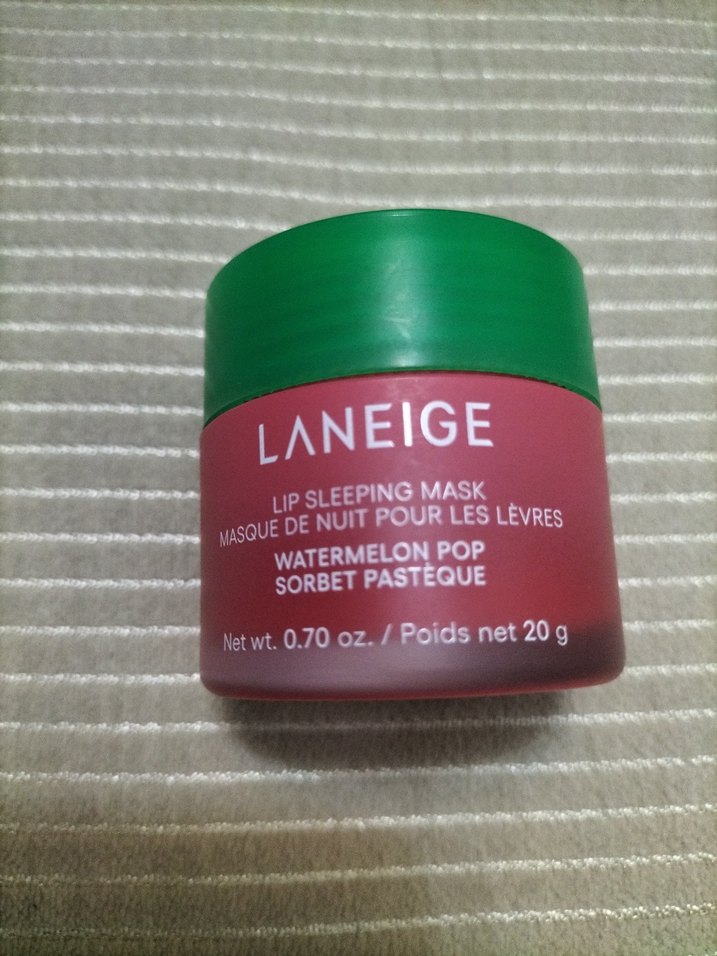 LANEIGE
LIP SLEEPING MASK
MASQUE DE NUIT POUR LES LÈVRES
WATERMELON POP
SORBET PASTÈQUE
Net wt. 0.70 oz. / Poids net 20 g